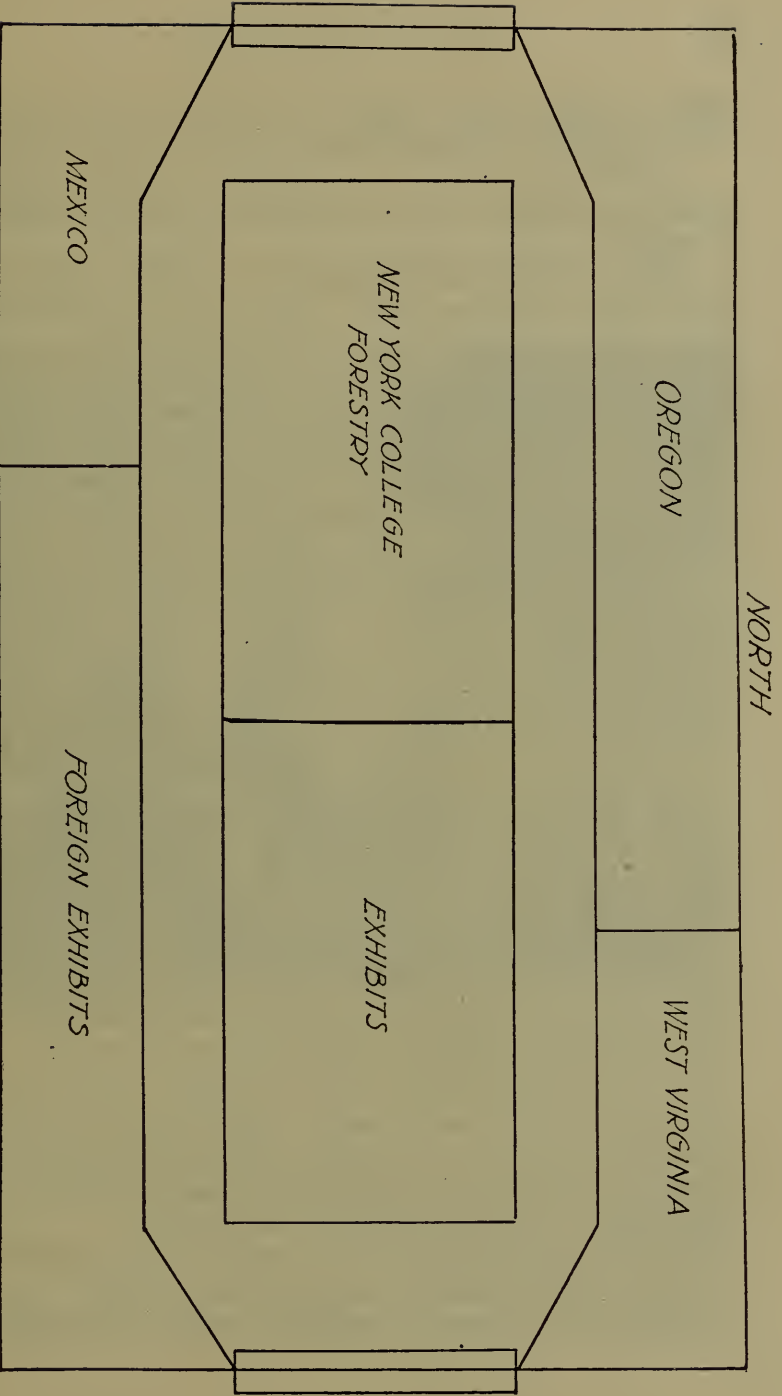 NORTH
OREGON
WEST VIRGINIA
NEW YORK COLLEGE
FORESTRY
EXHIBITS
MEXICO
FOREIGN EXHIBITS